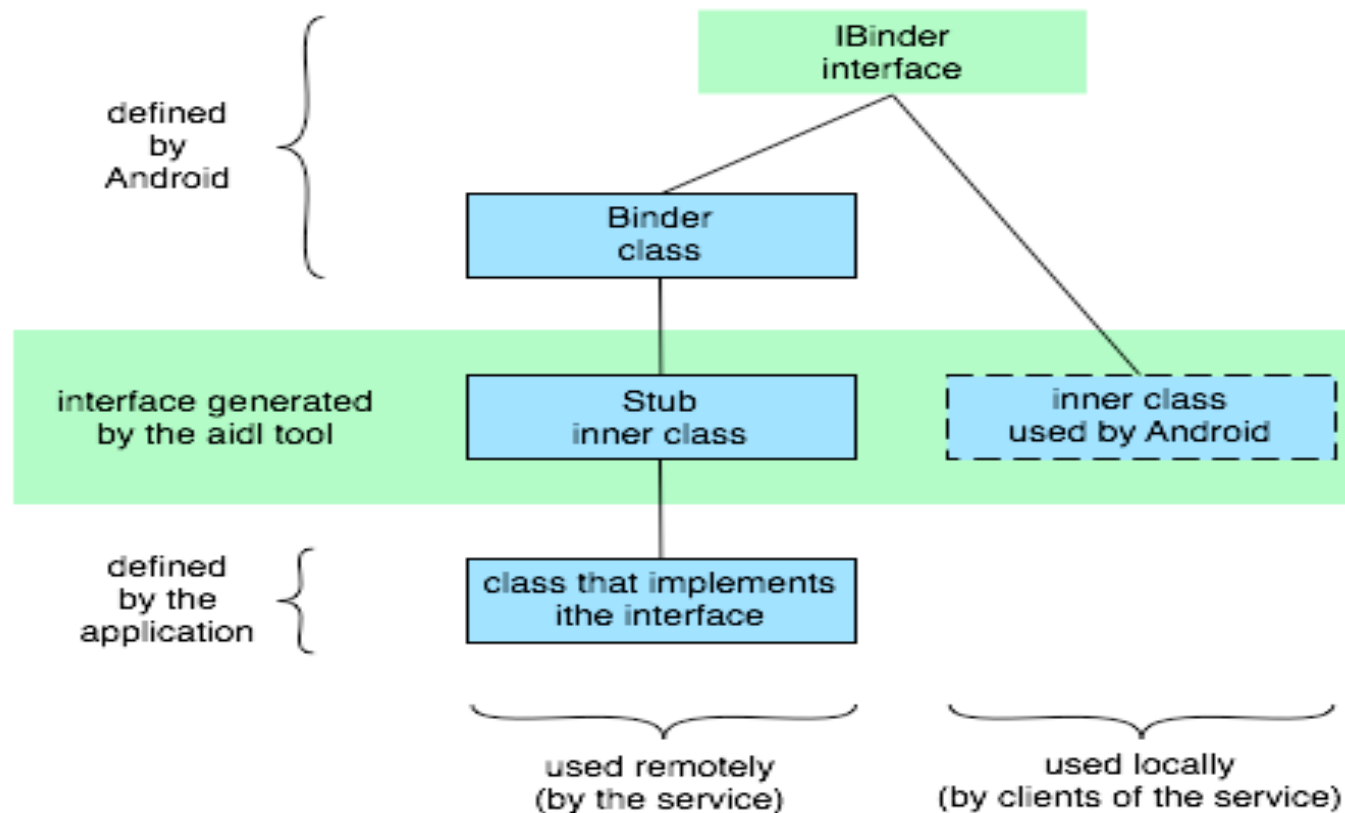 IBinder
interface
defined
by
Android
Binder
class
interface generated
by the aidl tool
Stub
inner class
inner class
used by Android
defined
by the
application
class that implements
ithe interface
used remotely
(by the service)
used locally
(by clients of the service)